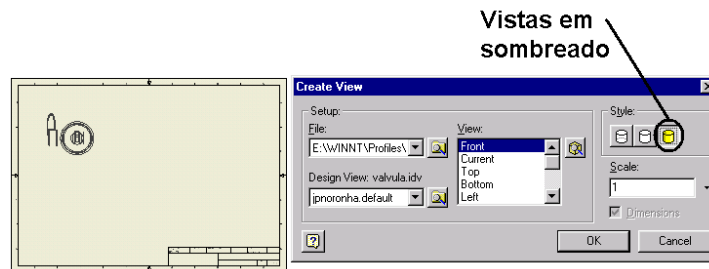 Vistas em
sombreado
Create View
Setup:
File:
E:\WINNT\Profiles\
Design View: valvula.idv
jpnoronha.default
View:
Front
Current
Top
Bottom
Left
Style:
Scale:
1
Dimensions
?
OK
Cancel